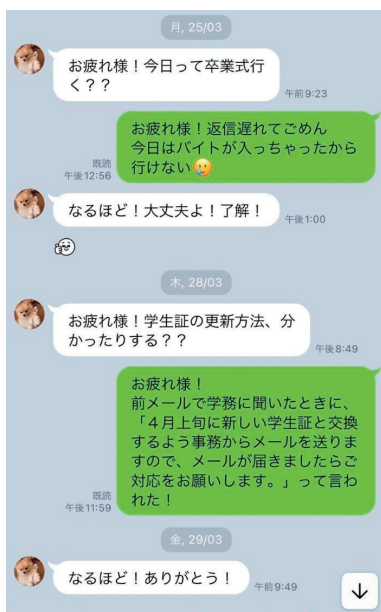 月, 25/03
お疲れ様！今日って卒業式行
く？？
午前9:23
お疲れ様！返信遅れてごめん
今日はバイトが入っちゃったから
行けない🥲
既読
午後12:56
なるほど！大丈夫よ！了解！
午後1:00
木, 28/03
お疲れ様！学生証の更新方法、分
かったりする？？
午後8:49
お疲れ様！
前メールで学務に聞いたときに、
「４月上旬に新しい学生証と交換
するよう事務からメールを送りま
すので、メールが届きましたらご
対応をお願いします。」って言わ
れた！
既読
午後11:59
金, 29/03
なるほど！ありがとう！
午前9:49